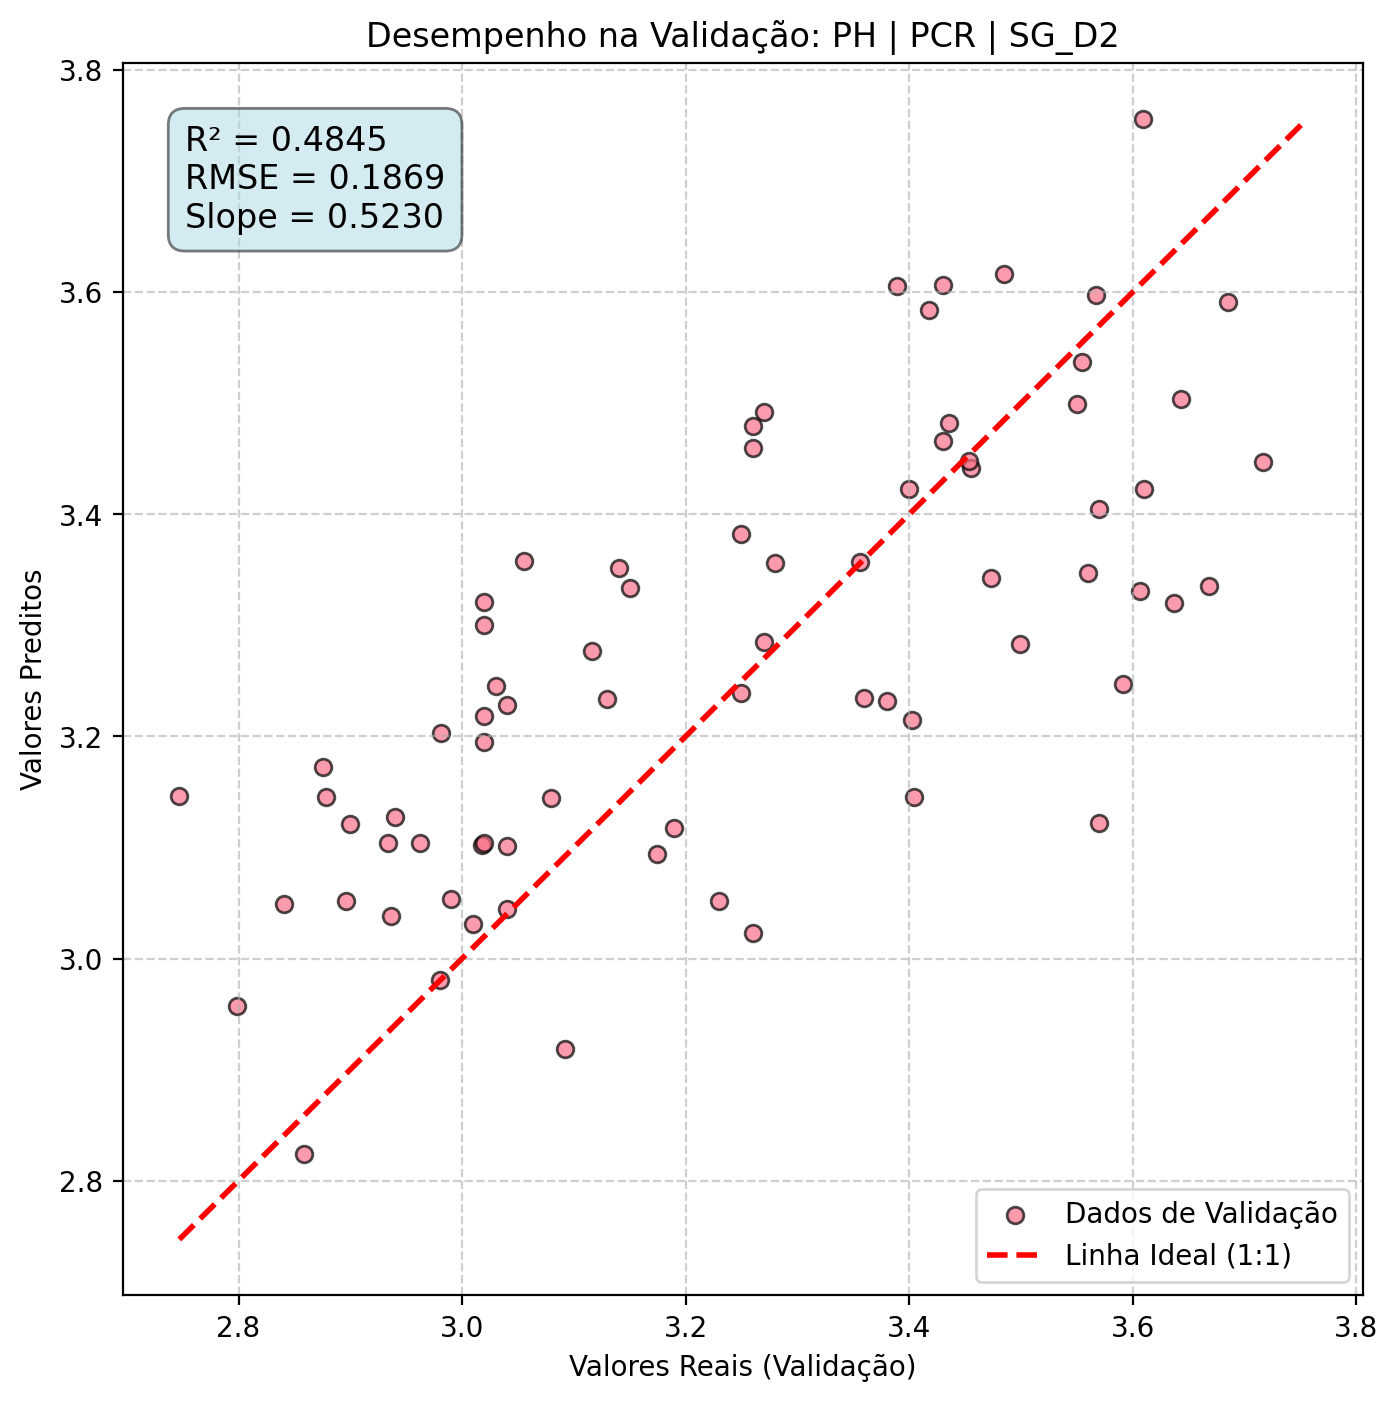 Desempenho na Validação: PH | PCR | SG_D2
R² = 0.4845
RMSE = 0.1869
Slope = 0.5230
Valores Preditos
3.8
3.6
3.4
3.2
3.0
2.8
Dados de Validação
Linha Ideal (1:1)
2.8 3.0 3.2 3.4 3.6 3.8
Valores Reais (Validação)